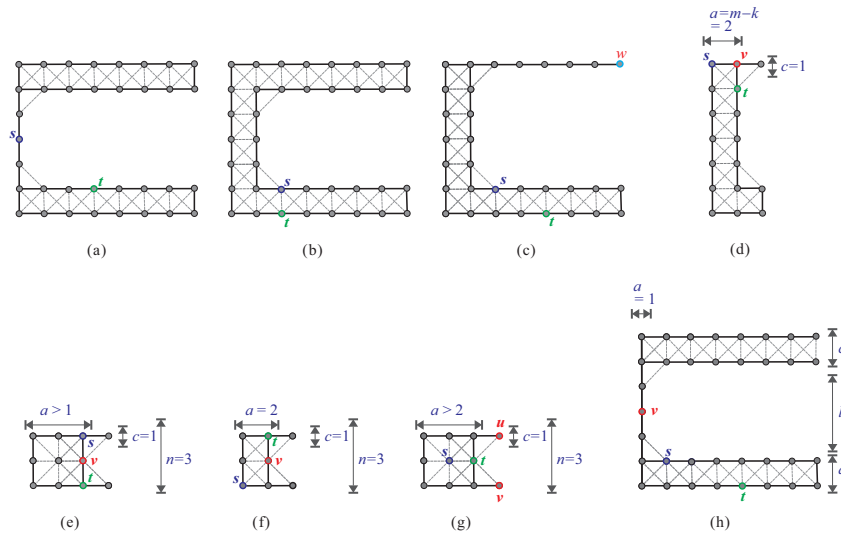 a=m−k
= 2
w
s
v
c=1
t
s
t
s
t
s
t
(a)
(b)
(c)
(d)
a
= 1
a > 1
s
c=1
v
t
n=3
a = 2
t
c=1
v
s
n=3
a > 2
u
c=1
s
t
v
n=3
v
s
t
(e)
(f)
(g)
(h)